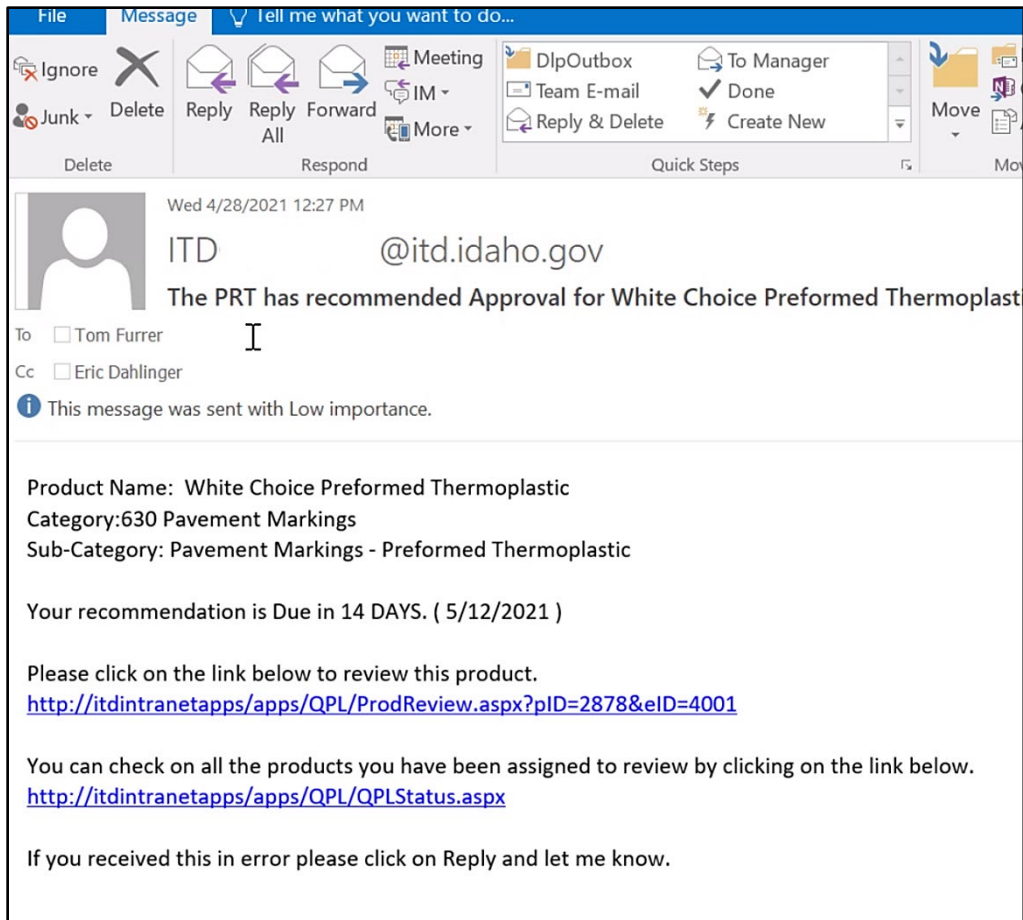 File Message Tell me what you want to do...
Ignore
Junk
Delete
Reply
Reply All
Forward
Meeting
IM
More
DlpOutbox
Team E-mail
Reply & Delete
To Manager
Done
Create New
Move
Delete Respond Quick Steps
Wed 4/28/2021 12:27 PM
ITD @itd.idaho.gov
The PRT has recommended Approval for White Choice Preformed Thermoplasti
To Tom Furrer
Cc Eric Dahlinger
This message was sent with Low importance.
Product Name: White Choice Preformed Thermoplastic
Category:630 Pavement Markings
Sub-Category: Pavement Markings - Preformed Thermoplastic
Your recommendation is Due in 14 DAYS. ( 5/12/2021 )
Please click on the link below to review this product.
http://itdintranetapps/apps/QPL/ProdReview.aspx?pID=2878&eID=4001
You can check on all the products you have been assigned to review by clicking on the link below.
http://itdintranetapps/apps/QPL/QPLStatus.aspx
If you received this in error please click on Reply and let me know.